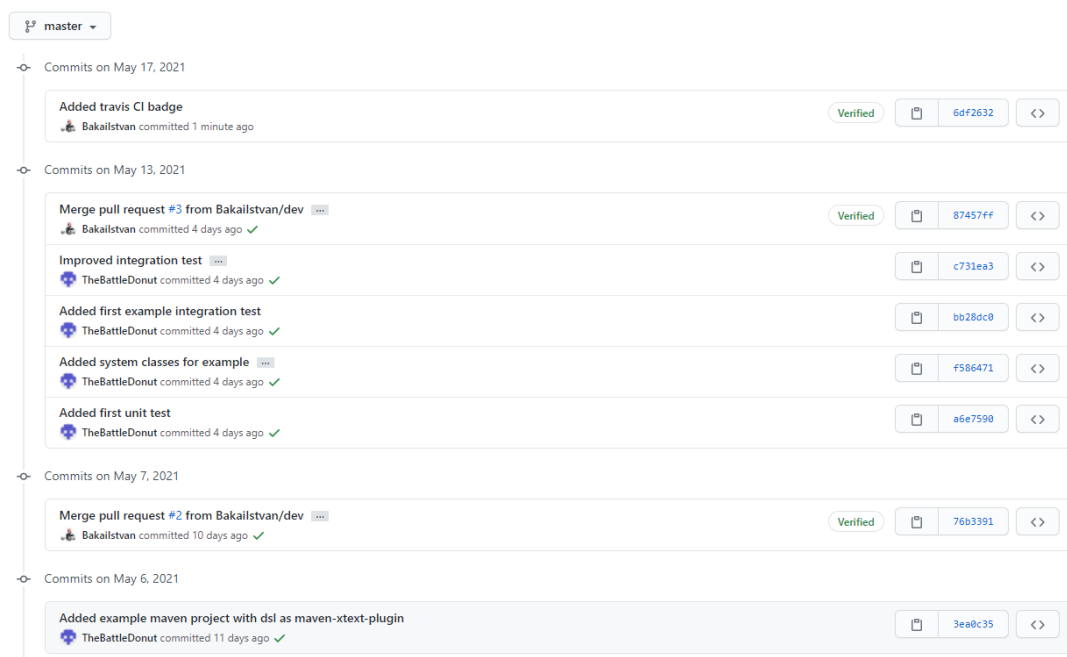 master
Commits on May 17, 2021
Added travis CI badge
BakaiIstvan committed 1 minute ago
Verified
6df2632
Commits on May 13, 2021
Merge pull request #3 from BakaiIstvan/dev ...
BakaiIstvan committed 4 days ago
Verified
87457ff
Improved integration test ...
TheBattleDonut committed 4 days ago
c731ea3
Added first example integration test
TheBattleDonut committed 4 days ago
bb28dc0
Added system classes for example ...
TheBattleDonut committed 4 days ago
f586471
Added first unit test
TheBattleDonut committed 4 days ago
a6e7590
Commits on May 7, 2021
Merge pull request #2 from BakaiIstvan/dev ...
BakaiIstvan committed 10 days ago
Verified
76b3391
Commits on May 6, 2021
Added example maven project with dsl as maven-xtext-plugin
TheBattleDonut committed 11 days ago
3ea0c35